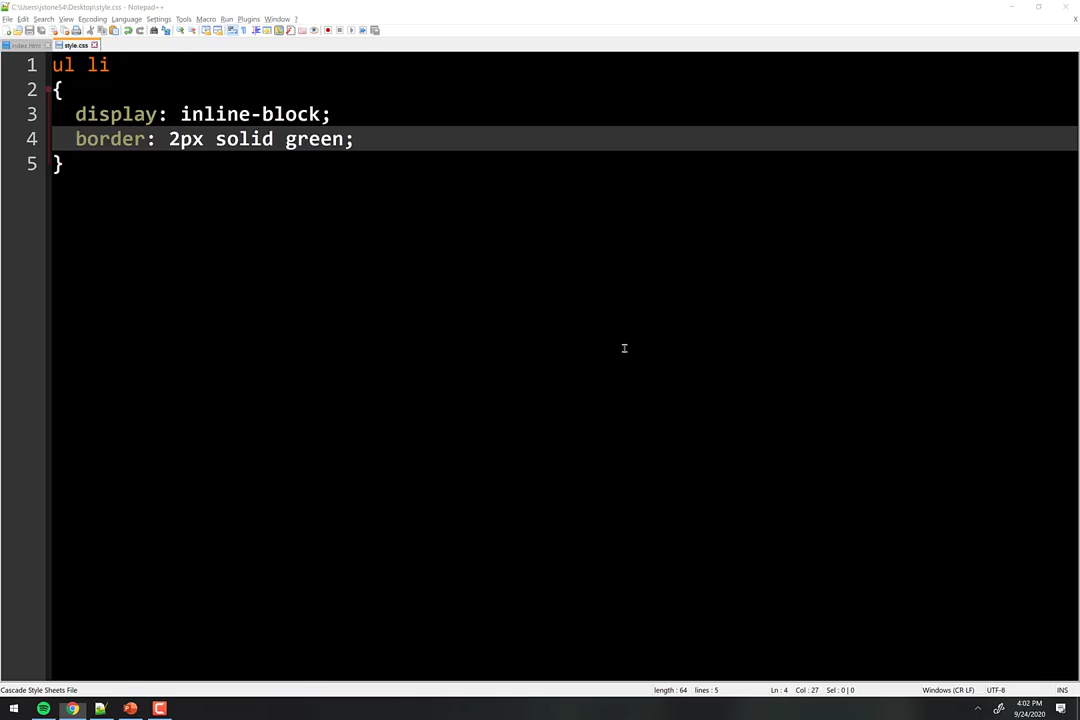 C:\Users\jstone54\Desktop\style.css - Notepad++
File Edit Search View Encoding Language Settings Tools Macro Run Plugins Window ?
index.html style.css
1 ul li
2 {
3 display: inline-block;
4 border: 2px solid green;
5 }
Cascade Style Sheets File length : 64 lines : 5 Ln : 4 Col : 27 Sel : 0 | 0 Windows (CR LF) UTF-8 INS
4:02 PM
9/24/2020